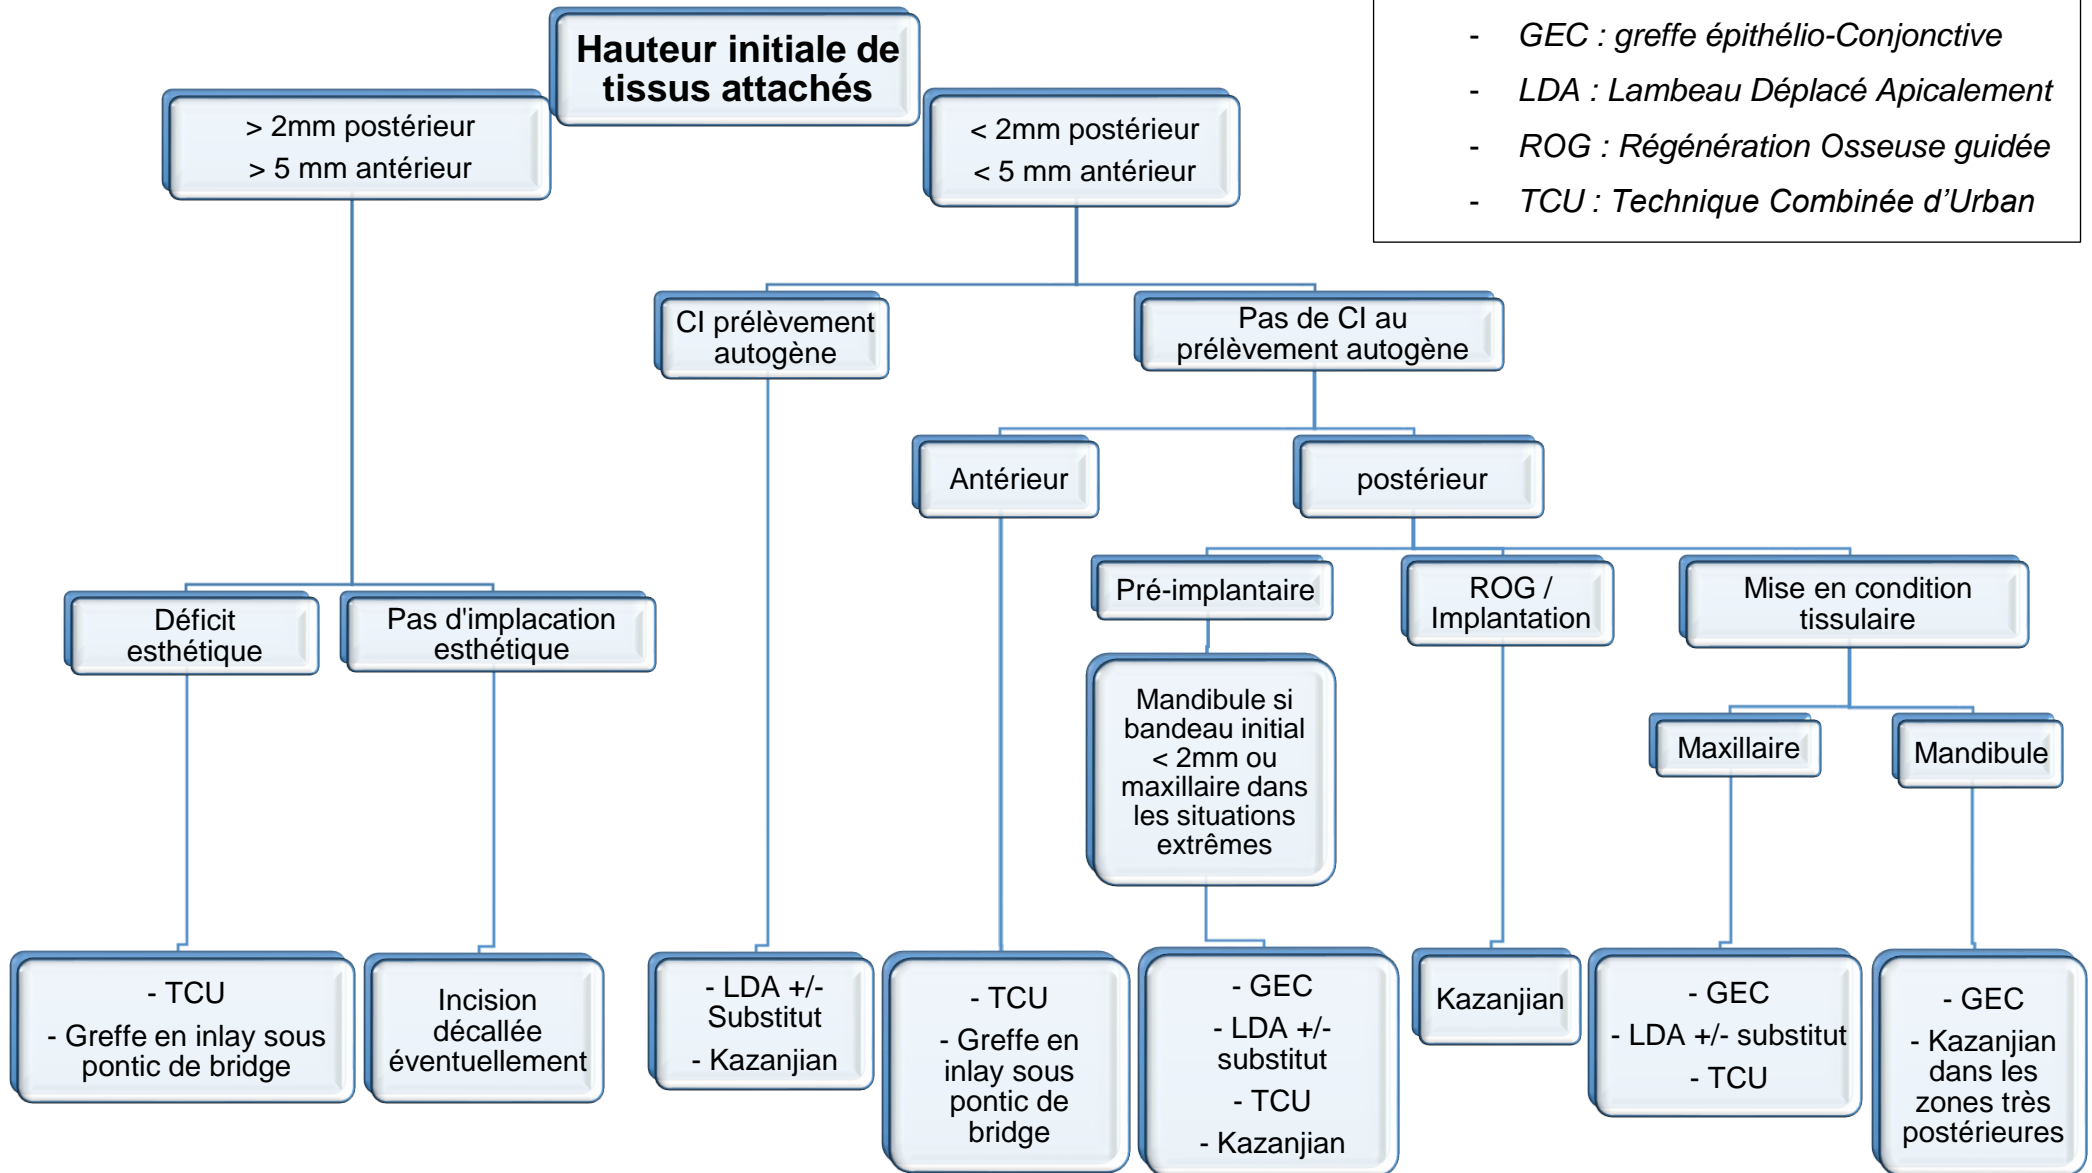 Hauteur initiale de
tissus attachés
- GEC : greffe épithélio-Conjonctive
- LDA : Lambeau Déplacé Apicalement
- ROG : Régénération Osseuse guidée
- TCU : Technique Combinée d’Urban
> 2mm postérieur
> 5 mm antérieur
< 2mm postérieur
< 5 mm antérieur
CI prélèvement
autogène
Pas de CI au
prélèvement autogène
Antérieur
postérieur
Déficit
esthétique
Pas d'implacation
esthétique
Pré-implantaire
ROG /
Implantation
Mise en condition
tissulaire
Mandibule si
bandeau initial
< 2mm ou
maxillaire dans
les situations
extrêmes
Maxillaire
Mandibule
- TCU
- Greffe en inlay sous
pontic de bridge
Incision
décallée
éventuellement
- LDA +/-
Substitut
- Kazanjian
- TCU
- Greffe en
inlay sous
pontic de
bridge
- GEC
- LDA +/-
substitut
- TCU
- Kazanjian
Kazanjian
- GEC
- LDA +/- substitut
- TCU
- GEC
- Kazanjian
dans les
zones très
postérieures